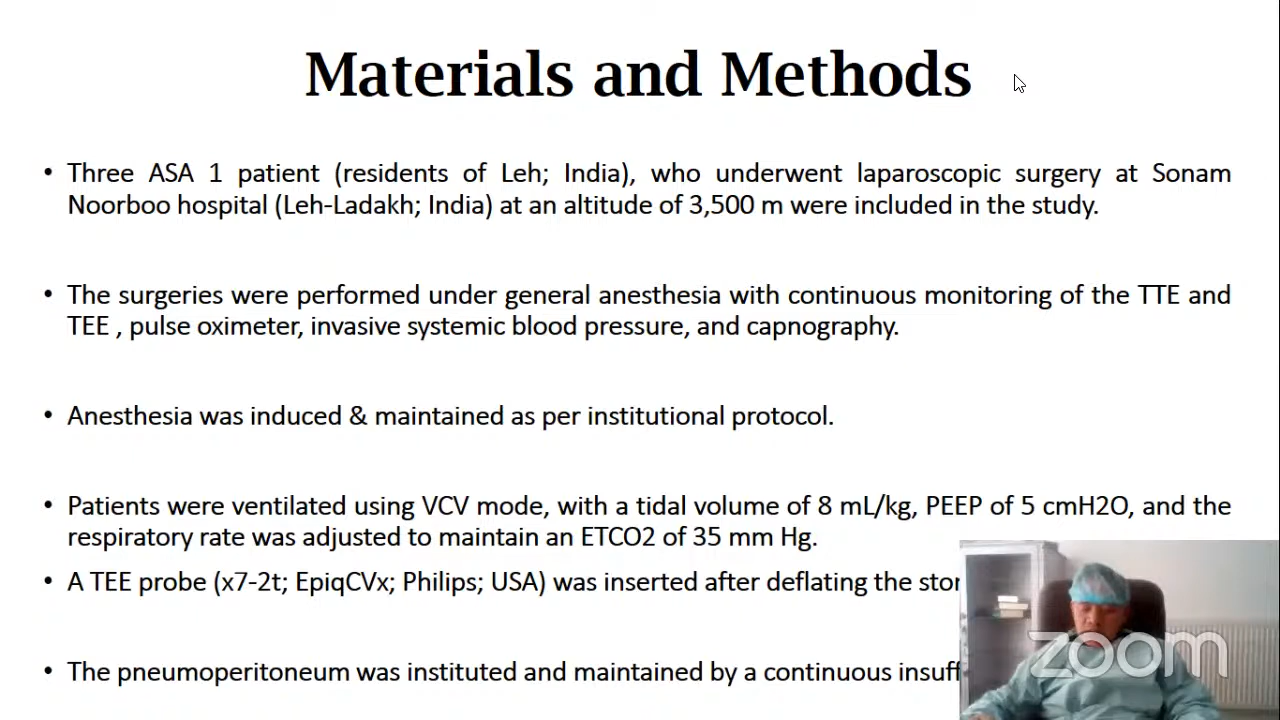 Materials and Methods
• Three ASA 1 patient (residents of Leh; India), who underwent laparoscopic surgery at Sonam
Noorboo hospital (Leh-Ladakh; India) at an altitude of 3,500 m were included in the study.
• The surgeries were performed under general anesthesia with continuous monitoring of the TTE and
TEE , pulse oximeter, invasive systemic blood pressure, and capnography.
• Anesthesia was induced & maintained as per institutional protocol.
• Patients were ventilated using VCV mode, with a tidal volume of 8 mL/kg, PEEP of 5 cmH2O, and the
respiratory rate was adjusted to maintain an ETCO2 of 35 mm Hg.
• A TEE probe (x7-2t; EpiqCVx; Philips; USA) was inserted after deflating the
• The pneumoperitoneum was instituted and maintained by a continuous
zoom